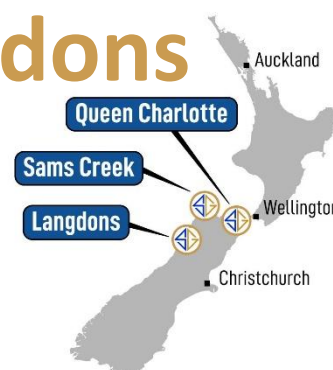 dons
Auckland
Queen Charlotte
Sams Creek
Wellington
Langdons
Christchurch